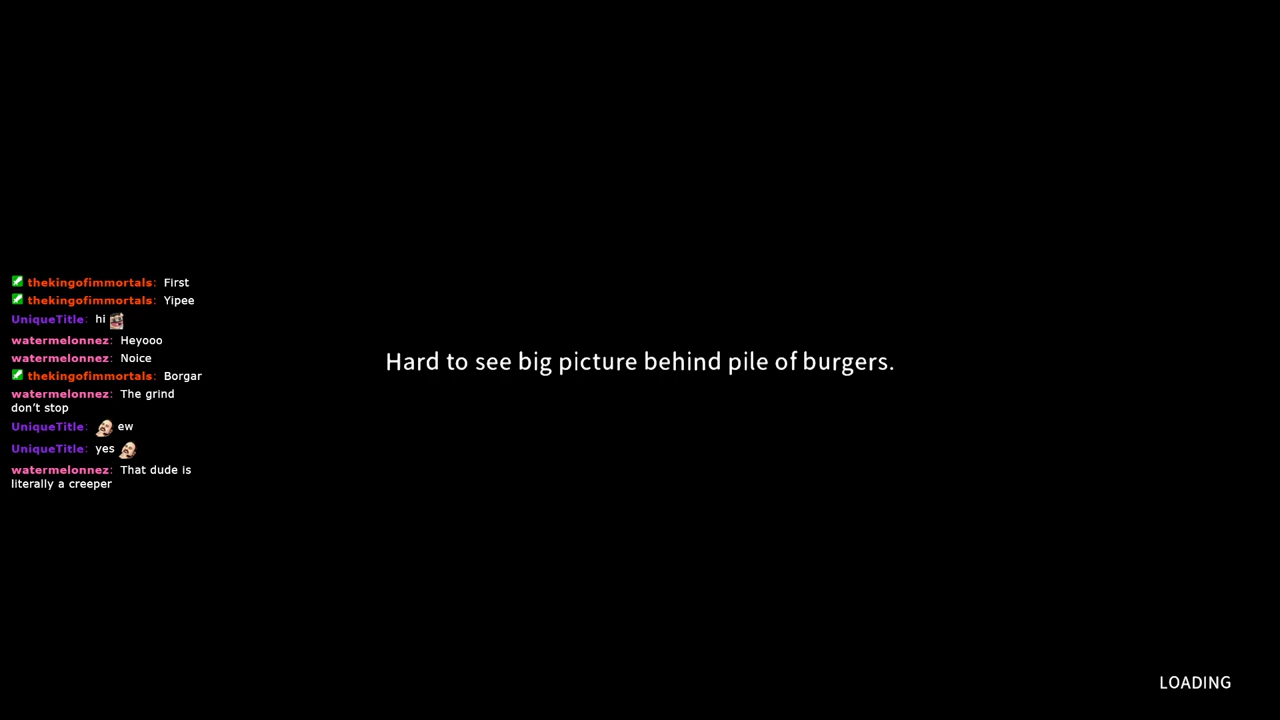 thekingofimmortals: First
thekingofimmortals: Yipee
UniqueTitle: hi
watermelonnez: Heyooo
watermelonnez: Noice
thekingofimmortals: Borgar
watermelonnez: The grind
don't stop
UniqueTitle: ew
UniqueTitle: yes
watermelonnez: That dude is
literally a creeper
Hard to see big picture behind pile of burgers.
LOADING